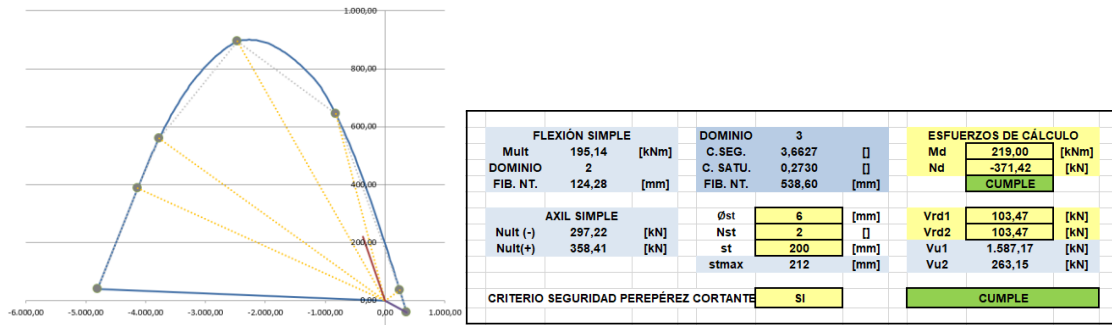 1.000,00
800,00
600,00
400,00
200,00
0,00
-6.000,00 -5.000,00 -4.000,00 -3.000,00 -2.000,00 -1.000,00 0,00 1.000,00
FLEXIÓN SIMPLE
Mult 195,14 [kNm]
DOMINIO 2
FIB. NT. 124,28 [mm]
DOMINIO 3
C.SEG. 3,6627 []
C. SATU. 0,2730 []
FIB. NT. 538,60 [mm]
ESFUERZOS DE CÁLCULO
Md 219,00 [kNm]
Nd -371,42 [kN]
CUMPLE
AXIL SIMPLE
Nult (-) 297,22 [kN]
Nult(+) 358,41 [kN]
Øst 6 [mm]
Nst 2 []
st 200 [mm]
stmax 212 [mm]
Vrd1 103,47 [kN]
Vrd2 103,47 [kN]
Vu1 1.587,17 [kN]
Vu2 263,15 [kN]
CRITERIO SEGURIDAD PEREPÉREZ CORTANTE SI CUMPLE